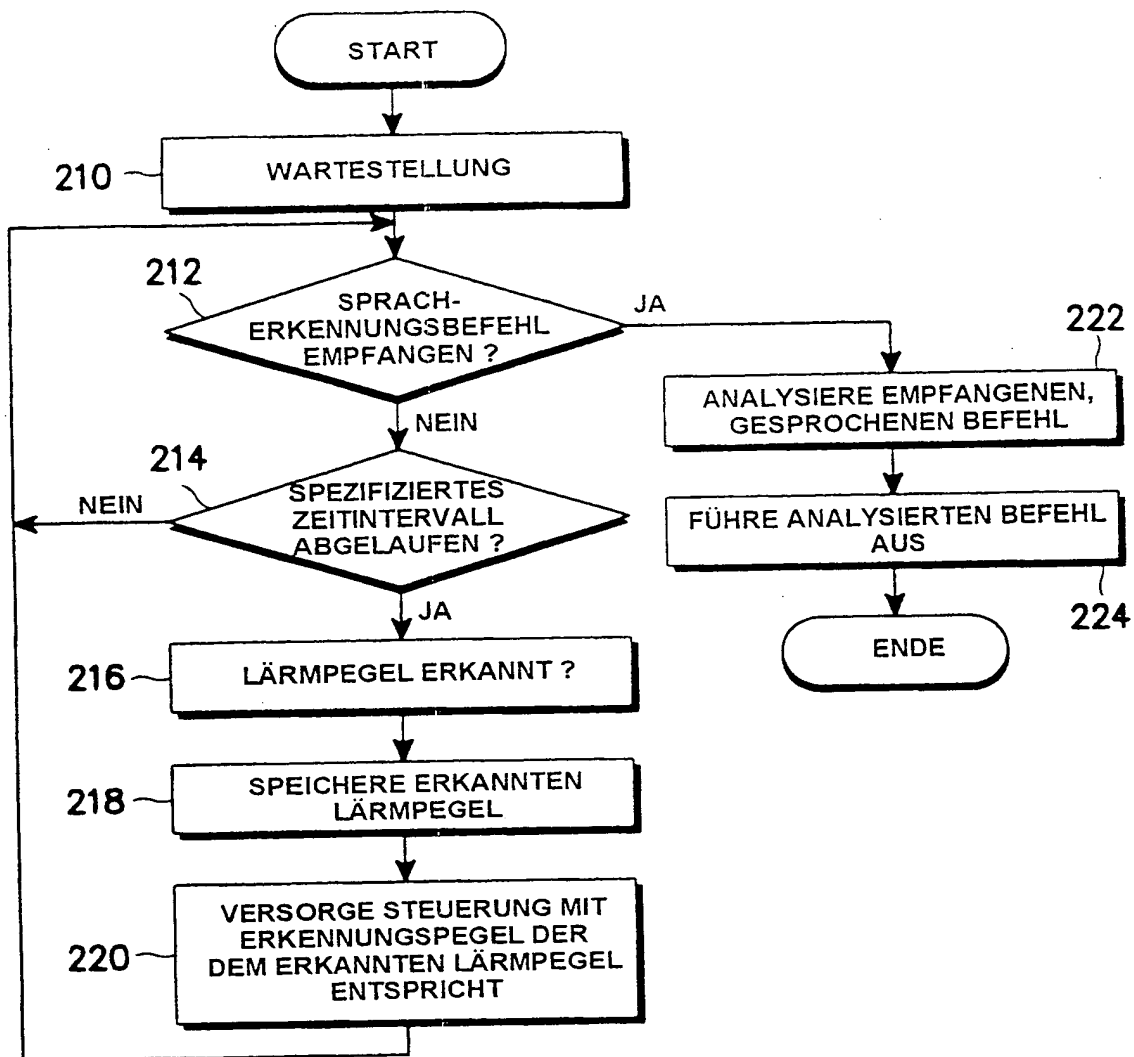 START
210
WARTESTELLUNG
212
SPRACH-
ERKENNUNGSBEFEHL
EMPFANGEN ?
JA
NEIN
222
ANALYSIERE EMPFANGENEN,
GESPROCHENEN BEFEHL
214
NEIN
SPEZIFIZIERTES
ZEITINTERVALL
ABGELAUFEN ?
JA
FÜHRE ANALYSIERTEN BEFEHL
AUS
224
ENDE
216
LÄRMPEGEL ERKANNT ?
218
SPEICHERE ERKANNTEN
LÄRMPEGEL
220
VERSORGE STEUERUNG MIT
ERKENNUNGSPEGEL DER
DEM ERKANNTEN LÄRMPEGEL
ENTSPRICHT